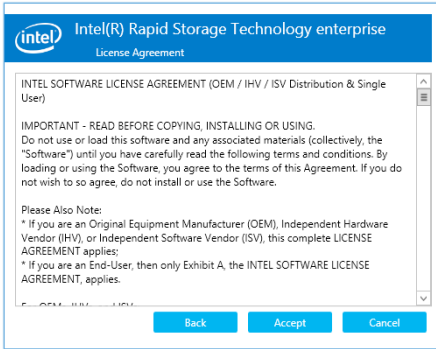 intel
Intel(R) Rapid Storage Technology enterprise
License Agreement
INTEL SOFTWARE LICENSE AGREEMENT (OEM / IHV / ISV Distribution & Single
User)
IMPORTANT - READ BEFORE COPYING, INSTALLING OR USING.
Do not use or load this software and any associated materials (collectively, the
"Software") until you have carefully read the following terms and conditions. By
loading or using the Software, you agree to the terms of this Agreement. If you do
not wish to so agree, do not install or use the Software.
Please Also Note:
* If you are an Original Equipment Manufacturer (OEM), Independent Hardware
Vendor (IHV), or Independent Software Vendor (ISV), this complete LICENSE
AGREEMENT applies;
* If you are an End-User, then only Exhibit A, the INTEL SOFTWARE LICENSE
AGREEMENT, applies.
Back Accept Cancel